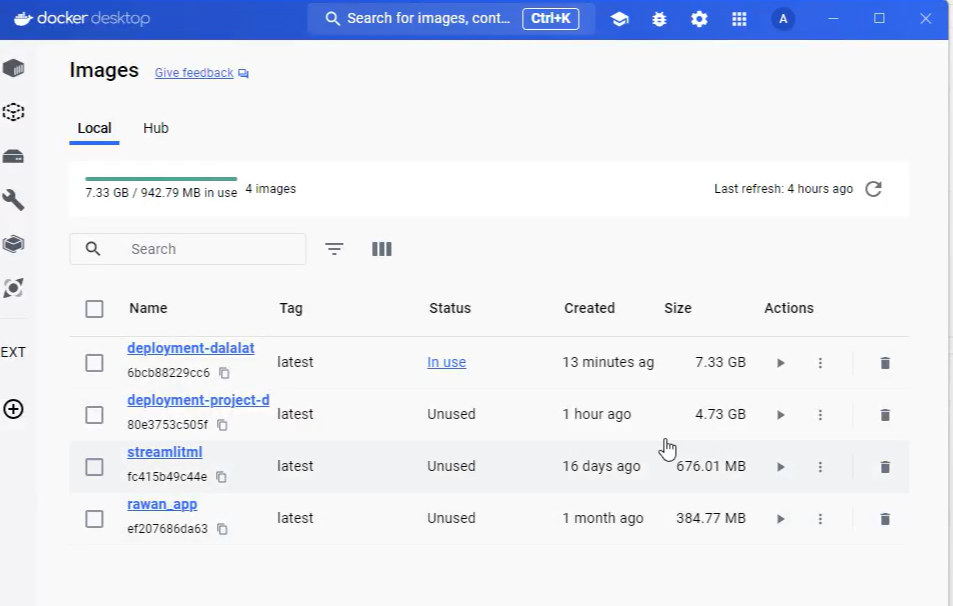 docker desktop
Search for images, cont... Ctrl+K
A
Images Give feedback
Local Hub
7.33 GB / 942.79 MB in use 4 images Last refresh: 4 hours ago
Search
Name Tag Status Created Size Actions
deployment-dalalat
6bcb88229cc6
latest In use 13 minutes ag 7.33 GB
EXT
deployment-project-d
80e3753c505f
latest Unused 1 hour ago 4.73 GB
streamlitml
fc415b49c44e
latest Unused 16 days ago 676.01 MB
rawan_app
ef207686da63
latest Unused 1 month ago 384.77 MB